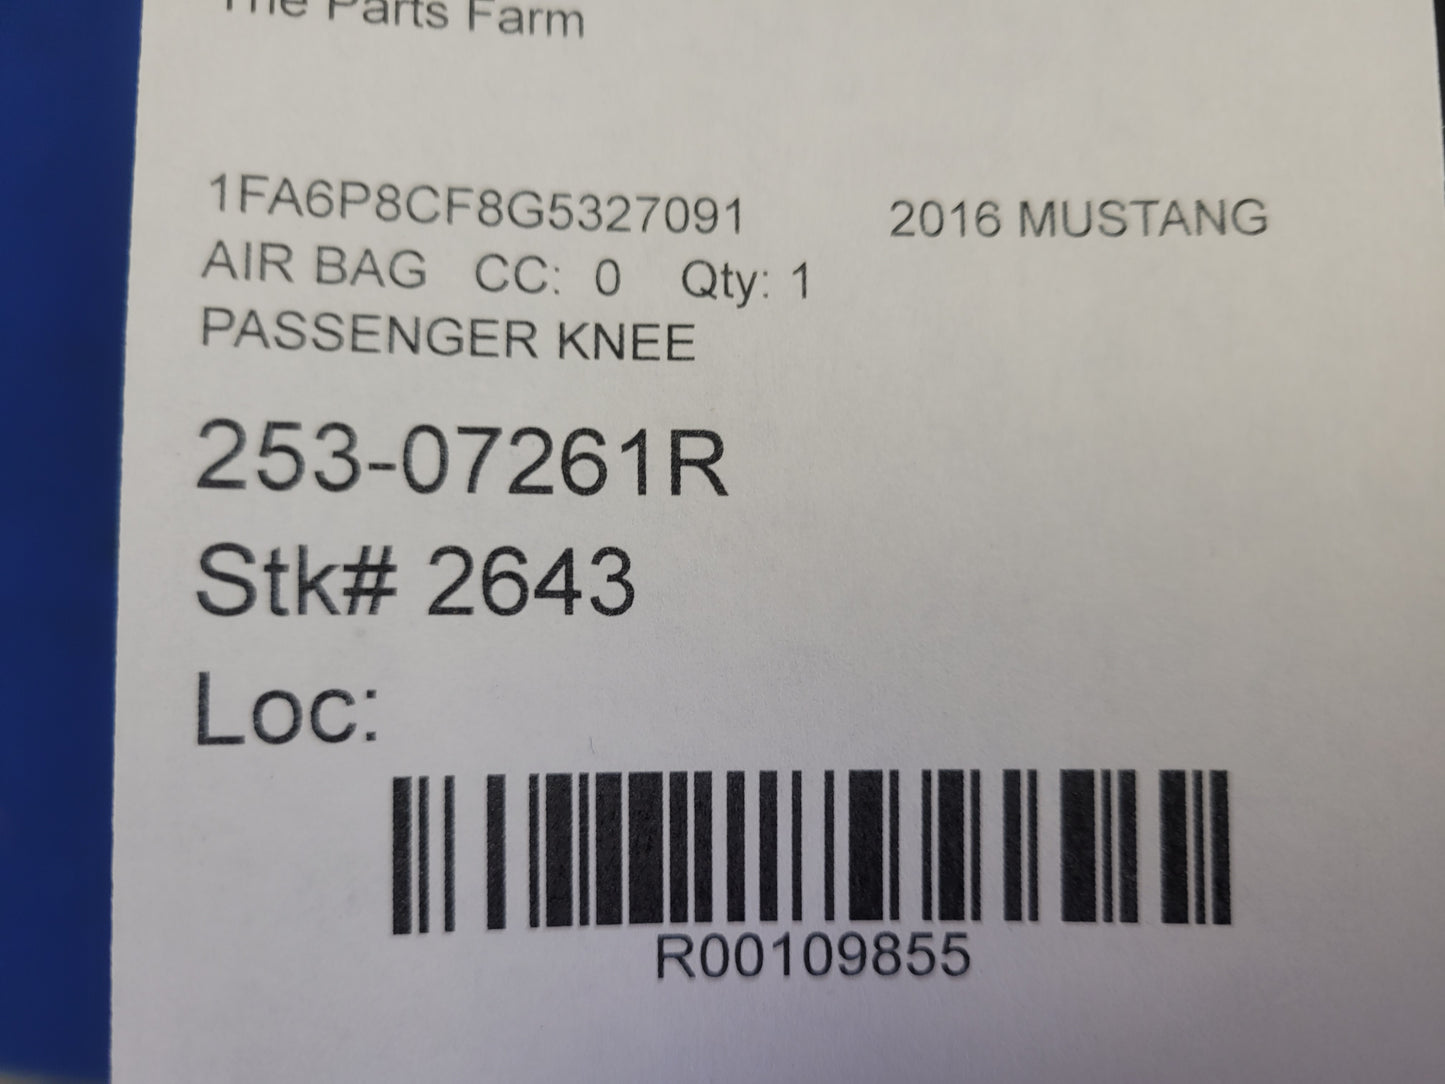 The Parts Farm
1FA6P8CF8G5327091 2016 MUSTANG
AIR BAG CC: 0 Qty: 1
PASSENGER KNEE
253-07261R
Stk# 2643
Loc:
R00109855